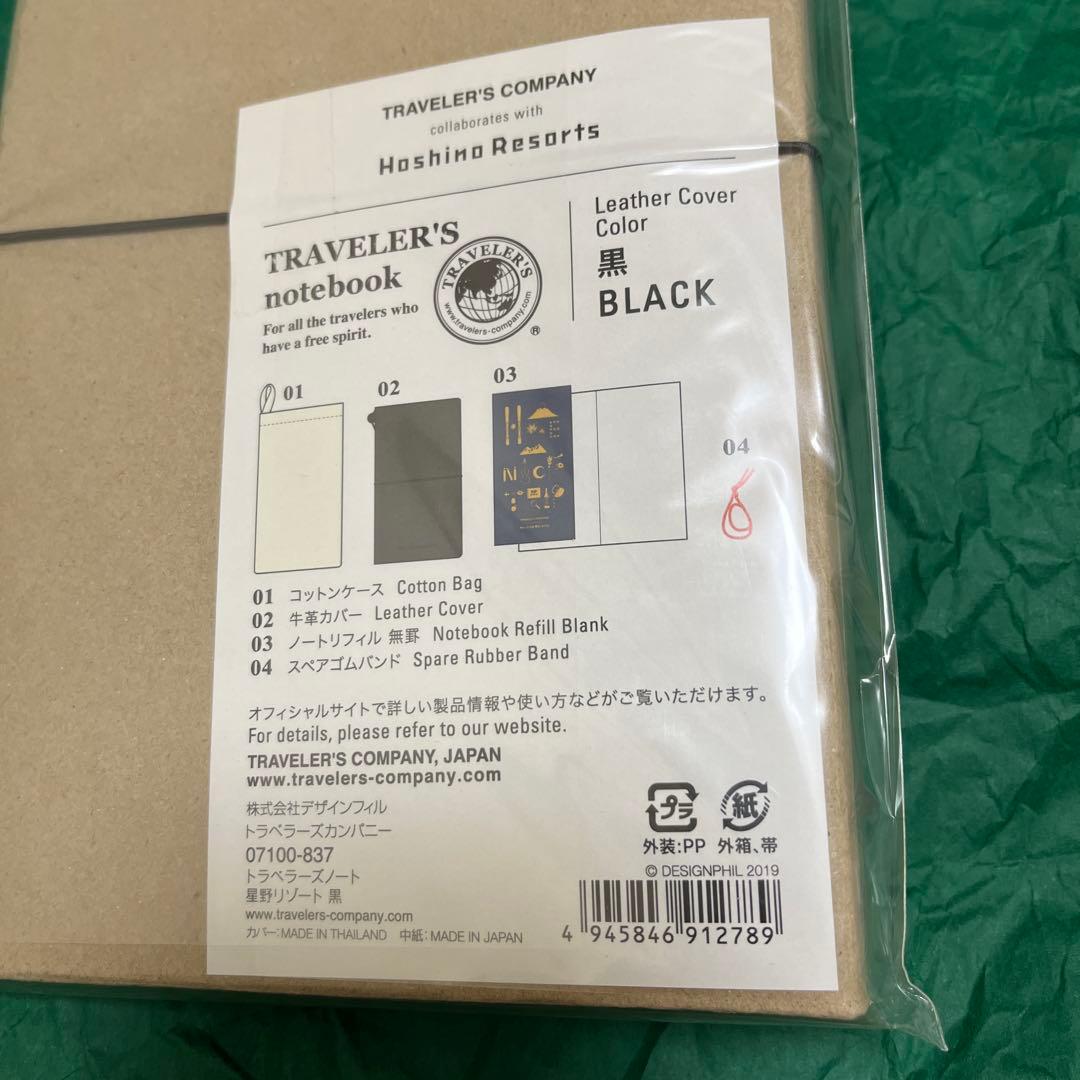 TRAVELER'S COMPANY
collaborates with
Hoshino Resorts
TRAVELER'S
notebook
For all the travelers who
have a free spirit.
TRAVELER'S
www.travelers-company.com
®
Leather Cover
Color
黒
BLACK
01
02
03
04
01 コットンケース Cotton Bag
02 牛革カバー Leather Cover
03 ノートリフィル 無罫 Notebook Refill Blank
04 スペアゴムバンド Spare Rubber Band
オフィシャルサイトで詳しい製品情報や使い方などがご覧いただけます。
For details, please refer to our website.
TRAVELER'S COMPANY, JAPAN
www.travelers-company.com
株式会社デザインフィル
トラベラーズカンパニー
07100-837
トラベラーズノート
星野リゾート 黒
www.travelers-company.com
カバー:MADE IN THAILAND 中紙:MADE IN JAPAN
プラ
紙
外装:PP 外箱、帯
© DESIGNPHIL 2019
4 945846 912789